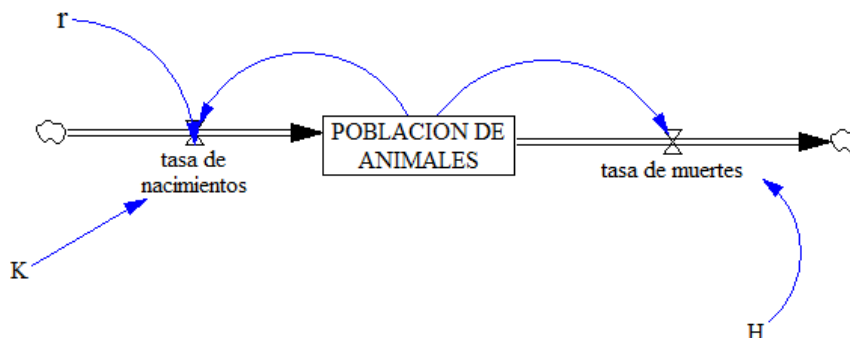 r
POBLACION DE
ANIMALES
tasa de
nacimientos
tasa de muertes
K
H